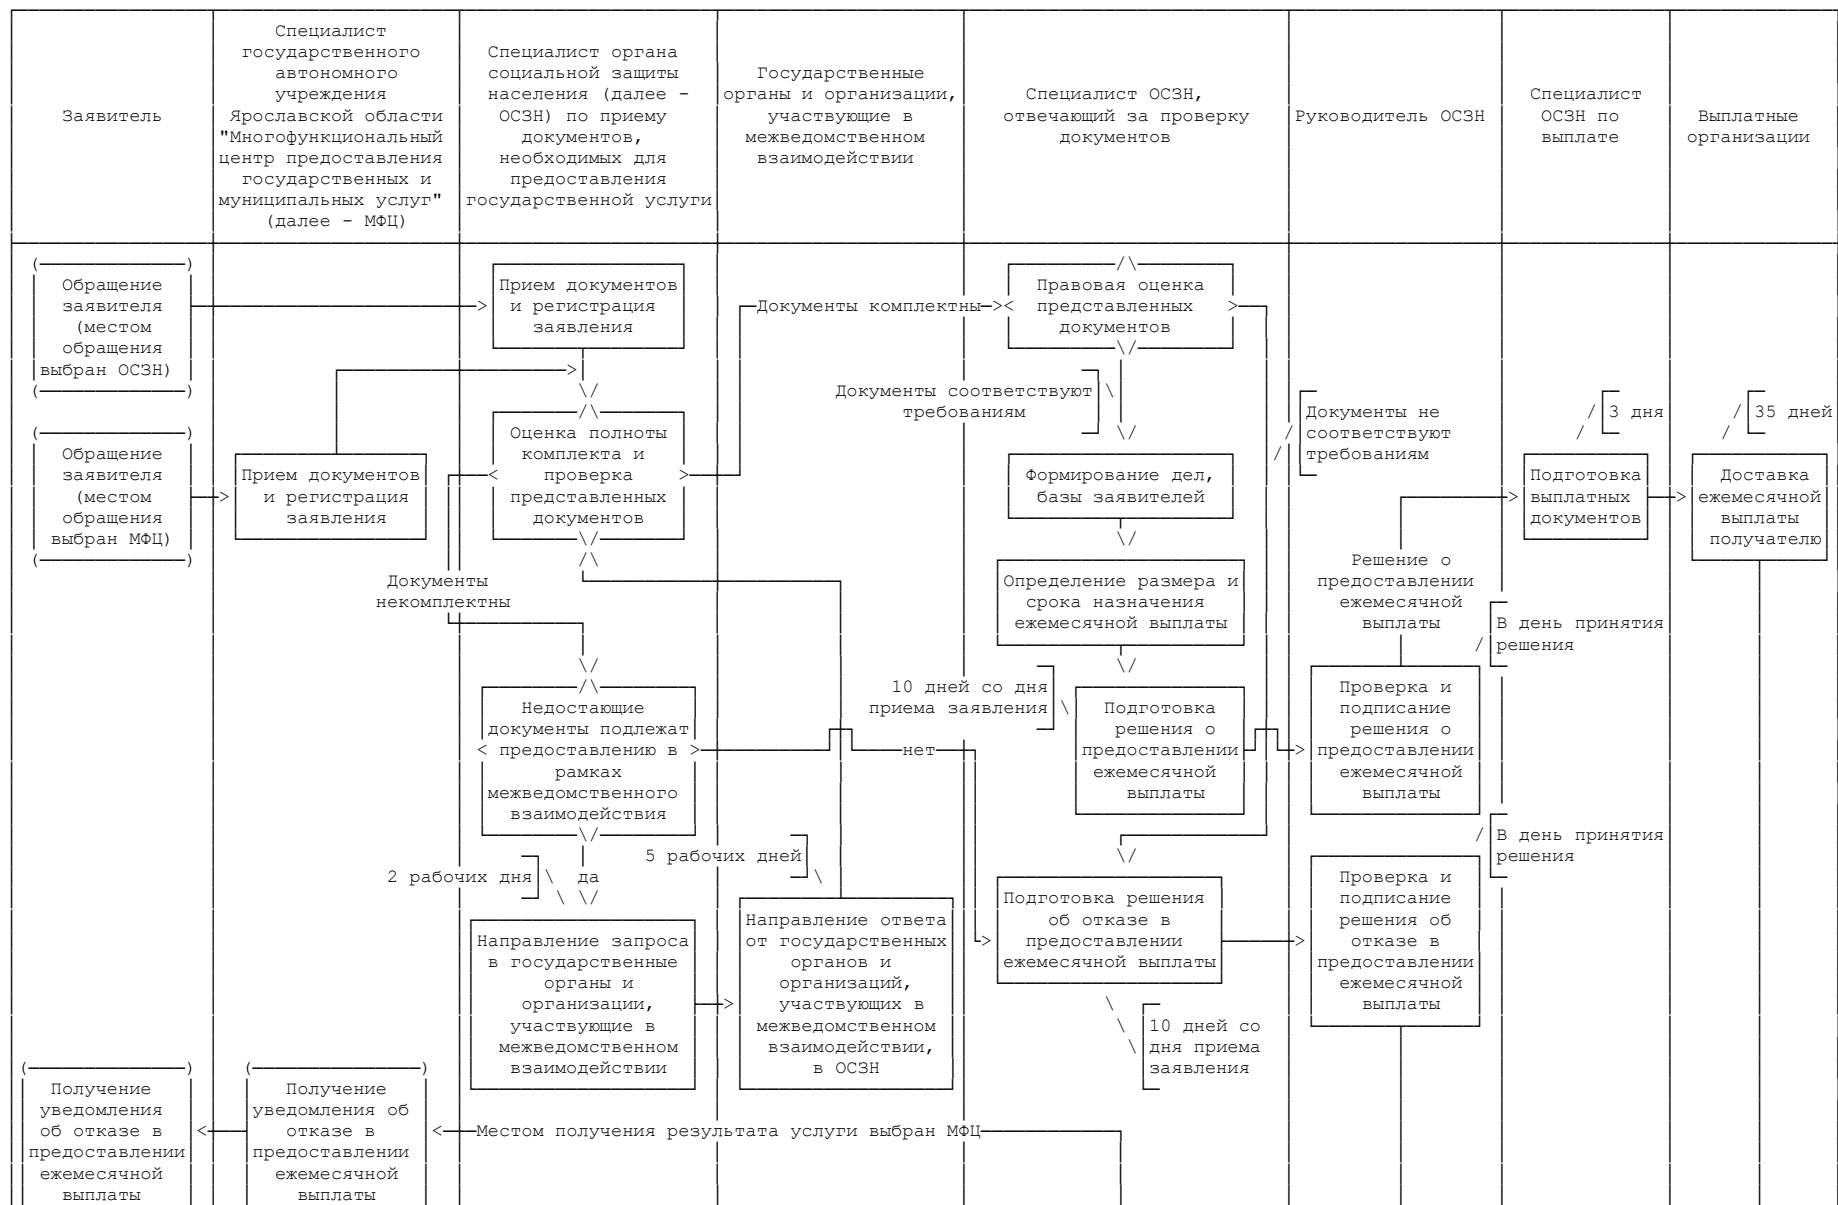 Заявитель
Специалист
государственного
автономного
учреждения
Ярославской области
"Многофункциональный
центр предоставления
государственных и
муниципальных услуг"
(далее - МФЦ)
Специалист органа
социальной защиты
населения (далее -
ОСЗН) по приему
документов,
необходимых для
предоставления
государственной услуги
Государственные
органы и организации,
участвующие в
межведомственном
взаимодействии
Специалист ОСЗН,
отвечающий за проверку
документов
Руководитель ОСЗН
Специалист
ОСЗН по
выплате
Выплатные
организации
Обращение
заявителя
(местом
обращения
выбран ОСЗН)
Прием документов
и регистрация
заявления
Документы комплектны
Правовая оценка
представленных
документов
Документы соответствуют
требованиям
Документы не
соответствуют
требованиям
3 дня
35 дней
Обращение
заявителя
(местом
обращения
выбран МФЦ)
Прием документов
и регистрация
заявления
Оценка полноты
комплекта и
проверка
представленных
документов
Формирование дел,
базы заявителей
Подготовка
выплатных
документов
Доставка
ежемесячной
выплаты
получателю
Документы
некомплектны
Определение размера и
срока назначения
ежемесячной выплаты
Решение о
предоставлении
ежемесячной
выплаты
В день принятия
решения
10 дней со дня
приема заявления
Недостающие
документы подлежат
предоставлению в
рамках
межведомственного
взаимодействия
нет
Подготовка
решения о
предоставлении
ежемесячной
выплаты
Проверка и
подписание
решения о
предоставлении
ежемесячной
выплаты
В день принятия
решения
2 рабочих дня
да
5 рабочих дней
Направление запроса
в государственные
органы и
организации,
участвующие в
межведомственном
взаимодействии
Направление ответа
от государственных
органов и
организаций,
участвующих в
межведомственном
взаимодействии,
в ОСЗН
Подготовка решения
об отказе в
предоставлении
ежемесячной выплаты
Проверка и
подписание
решения об
отказе в
предоставлении
ежемесячной
выплаты
10 дней со
дня приема
заявления
Получение
уведомления
об отказе в
предоставлении
ежемесячной
выплаты
Получение
уведомления об
отказе в
предоставлении
ежемесячной
выплаты
Местом получения результата услуги выбран МФЦ